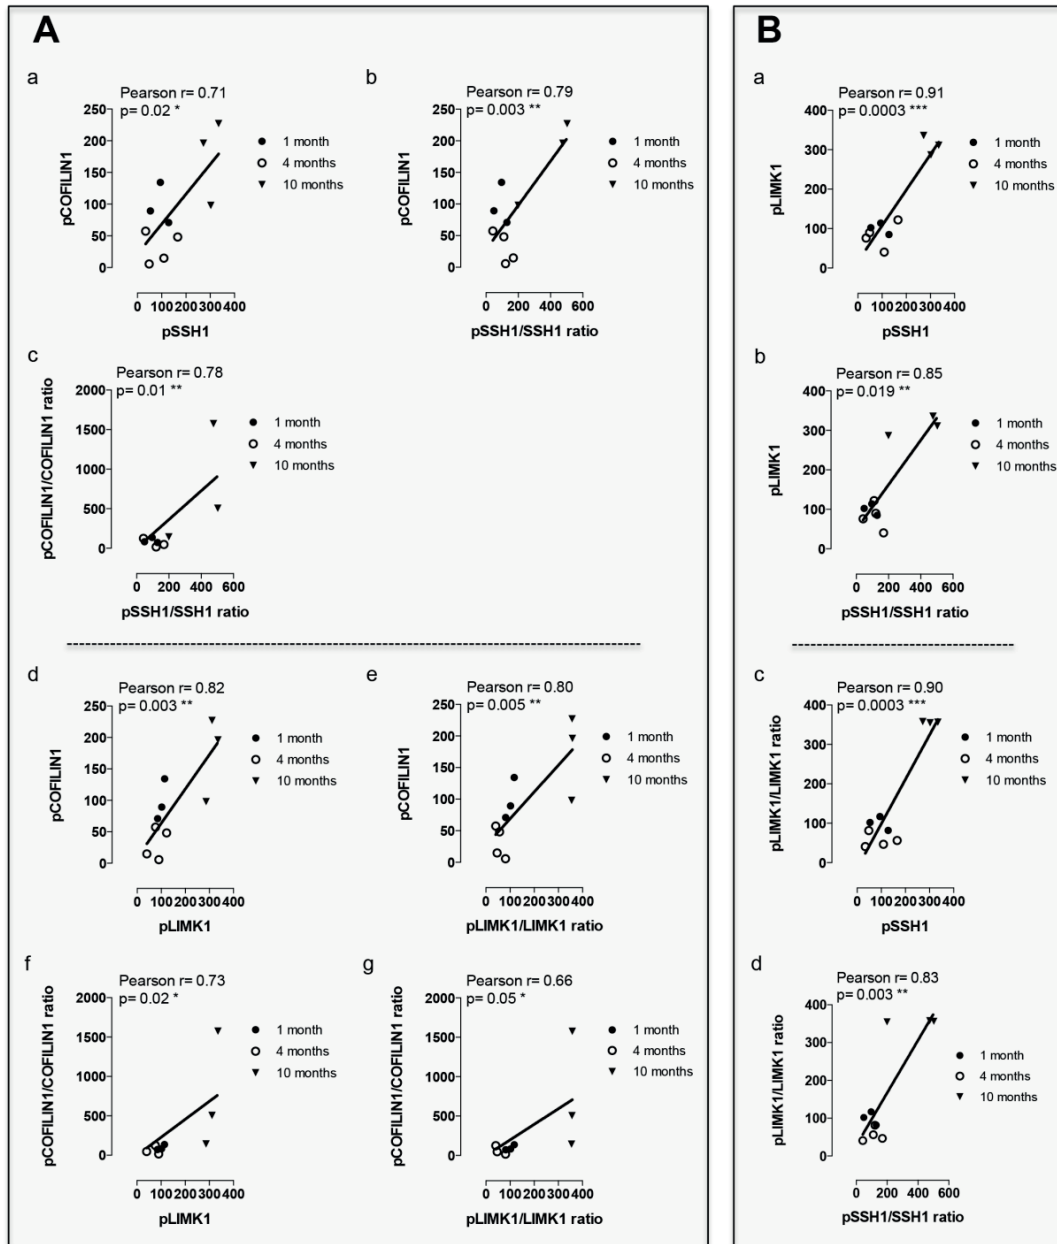 A
a
Pearson r= 0.71
p= 0.02 *
pCOFILIN1
250
200
150
100
50
0
1 month
4 months
10 months
0 100 200 300 400
pSSH1
b
Pearson r= 0.79
p= 0.003 **
pCOFILIN1
250
200
150
100
50
0
1 month
4 months
10 months
0 200 400 600
pSSH1/SSH1 ratio
c
Pearson r= 0.78
p= 0.01 **
pCOFILIN1/COFILIN1 ratio
2000
1500
1000
500
0
1 month
4 months
10 months
0 200 400 600
pSSH1/SSH1 ratio
d
Pearson r= 0.82
p= 0.003 **
pCOFILIN1
250
200
150
100
50
0
1 month
4 months
10 months
0 100 200 300 400
pLIMK1
e
Pearson r= 0.80
p= 0.005 **
pCOFILIN1
250
200
150
100
50
0
1 month
4 months
10 months
0 100 200 300 400
pLIMK1/LIMK1 ratio
f
Pearson r= 0.73
p= 0.02 *
pCOFILIN1/COFILIN1 ratio
2000
1500
1000
500
0
1 month
4 months
10 months
0 100 200 300 400
pLIMK1
g
Pearson r= 0.66
p= 0.05 *
pCOFILIN1/COFILIN1 ratio
2000
1500
1000
500
0
1 month
4 months
10 months
0 100 200 300 400
pLIMK1/LIMK1 ratio
B
a
Pearson r= 0.91
p= 0.0003 ***
pLIMK1
400
300
200
100
0
1 month
4 months
10 months
0 100 200 300 400
pSSH1
b
Pearson r= 0.85
p= 0.019 **
pLIMK1
400
300
200
100
0
1 month
4 months
10 months
0 200 400 600
pSSH1/SSH1 ratio
c
Pearson r= 0.90
p= 0.0003 ***
pLIMK1/LIMK1 ratio
400
300
200
100
0
1 month
4 months
10 months
0 100 200 300 400
pSSH1
d
Pearson r= 0.83
p= 0.003 **
pLIMK1/LIMK1 ratio
400
300
200
100
0
1 month
4 months
10 months
0 200 400 600
pSSH1/SSH1 ratio